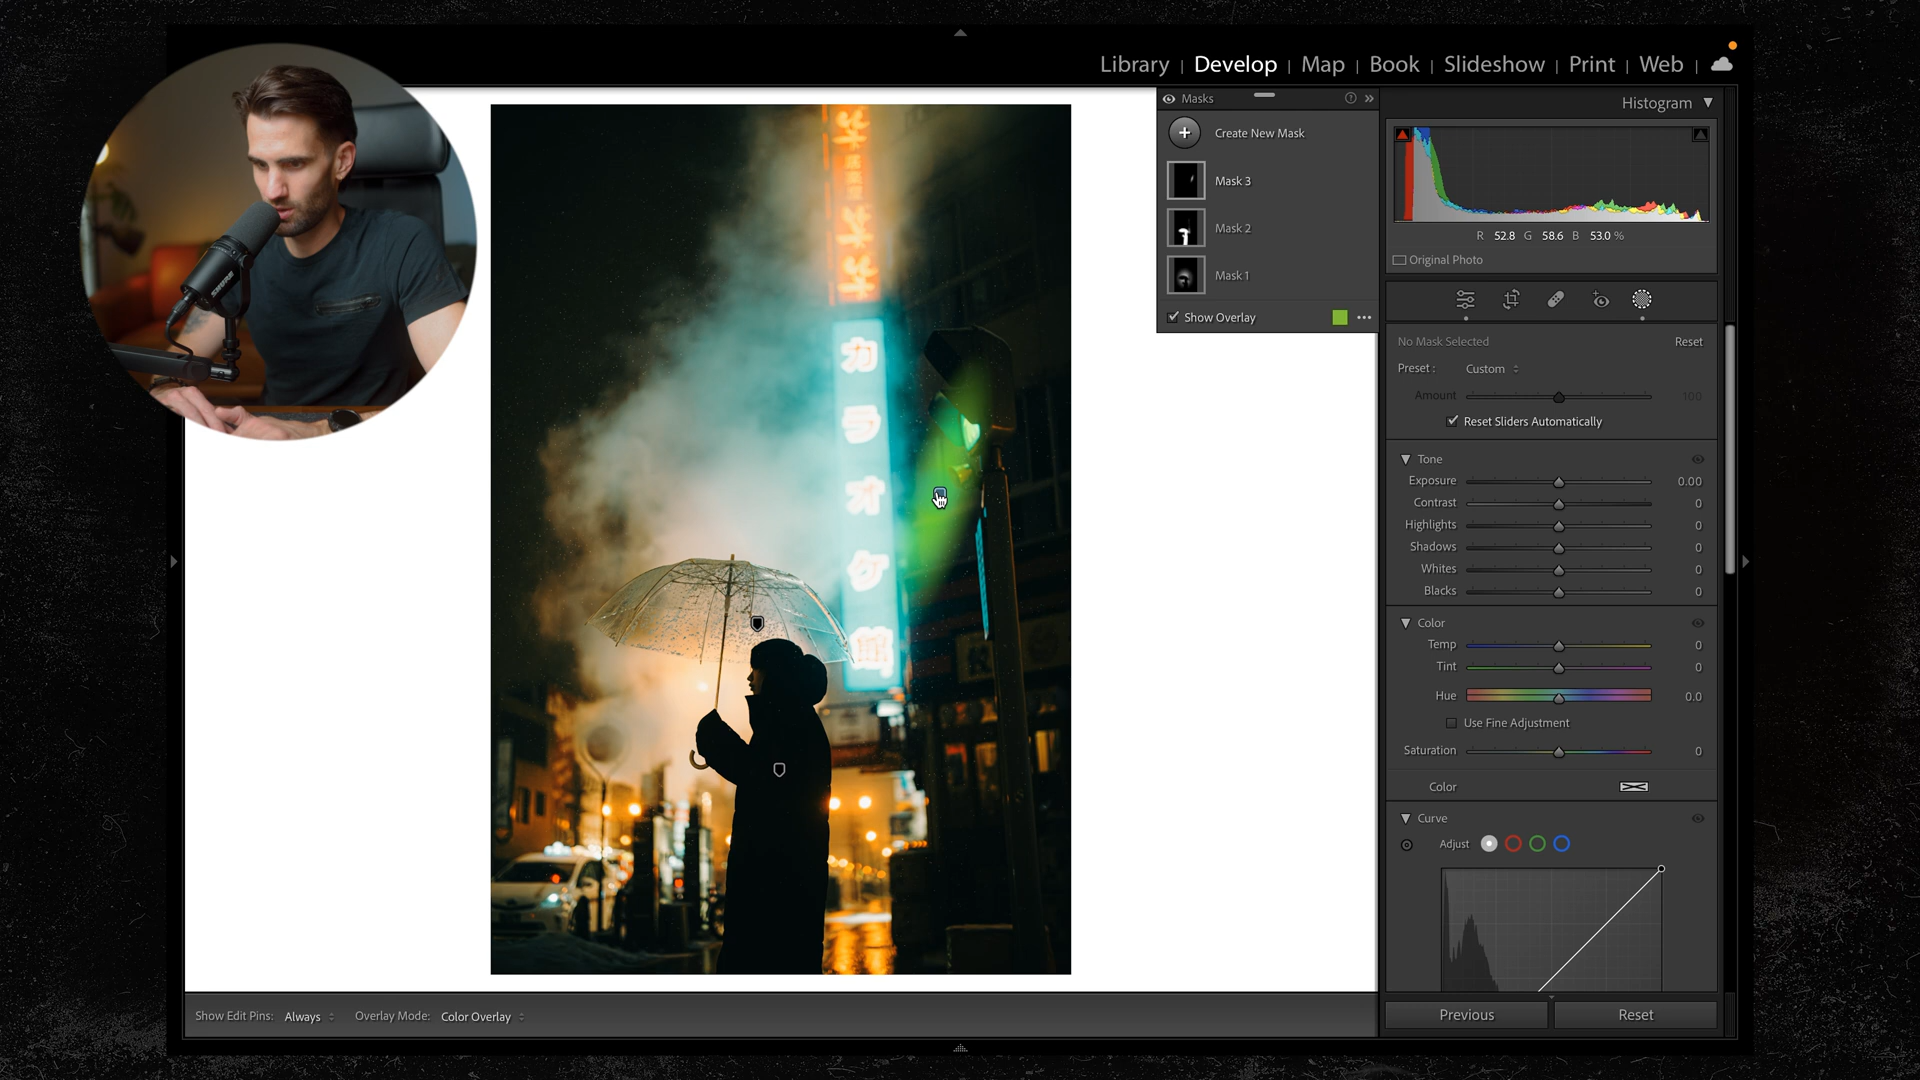 Library | Develop | Map | Book | Slideshow | Print | Web |
Masks
Create New Mask
Mask 3
Mask 2
Mask 1
Show Overlay
Histogram
R 52.8 G 58.6 B 53.0 %
Original Photo
No Mask Selected Reset
Preset : Custom
Amount 100
Reset Sliders Automatically
Tone
Exposure 0.00
Contrast 0
Highlights 0
Shadows 0
Whites 0
Blacks 0
Color
Temp 0
Tint 0
Hue 0.0
Use Fine Adjustment
Saturation 0
Color
Curve
Adjust
Previous Reset
カラオケ館
SHURE
Show Edit Pins: Always Overlay Mode: Color Overlay